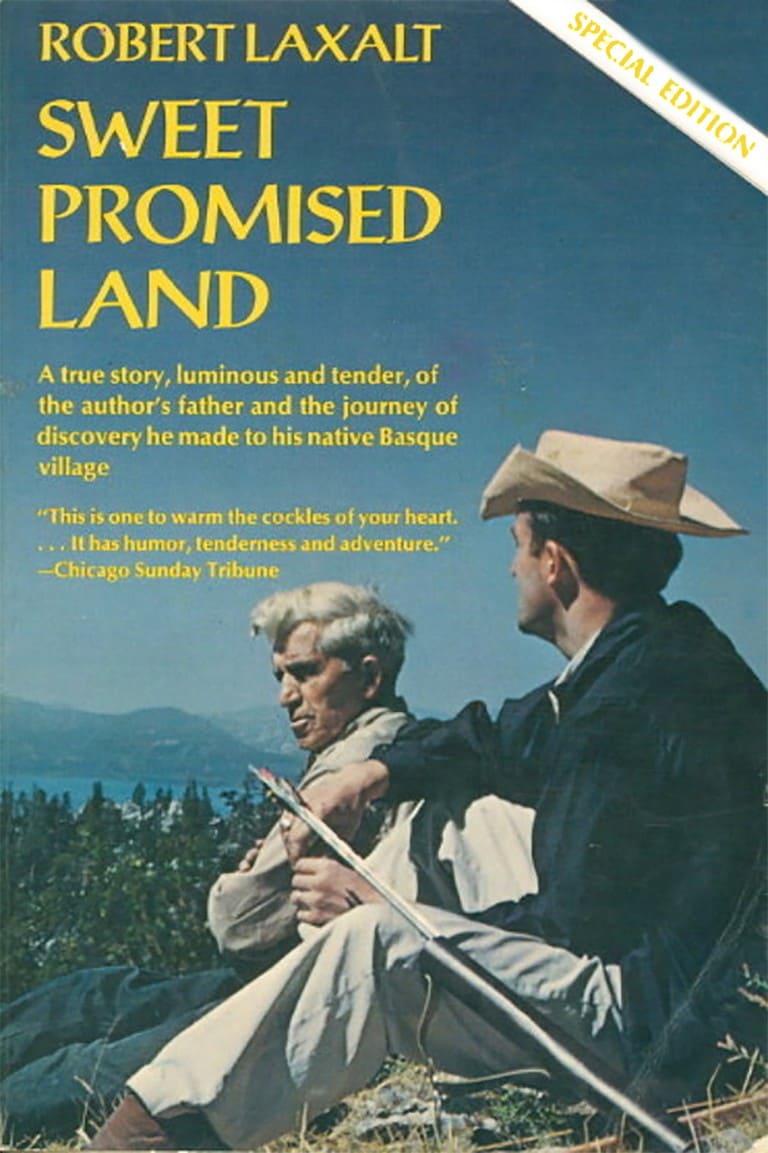 ROBERT LAXALT
SPECIAL EDITION
SWEET
PROMISED
LAND
A true story, luminous and tender, of
the author's father and the journey of
discovery he made to his native Basque
village
"This is one to warm the cockles of your heart.
. . . It has humor, tenderness and adventure."
—Chicago Sunday Tribune